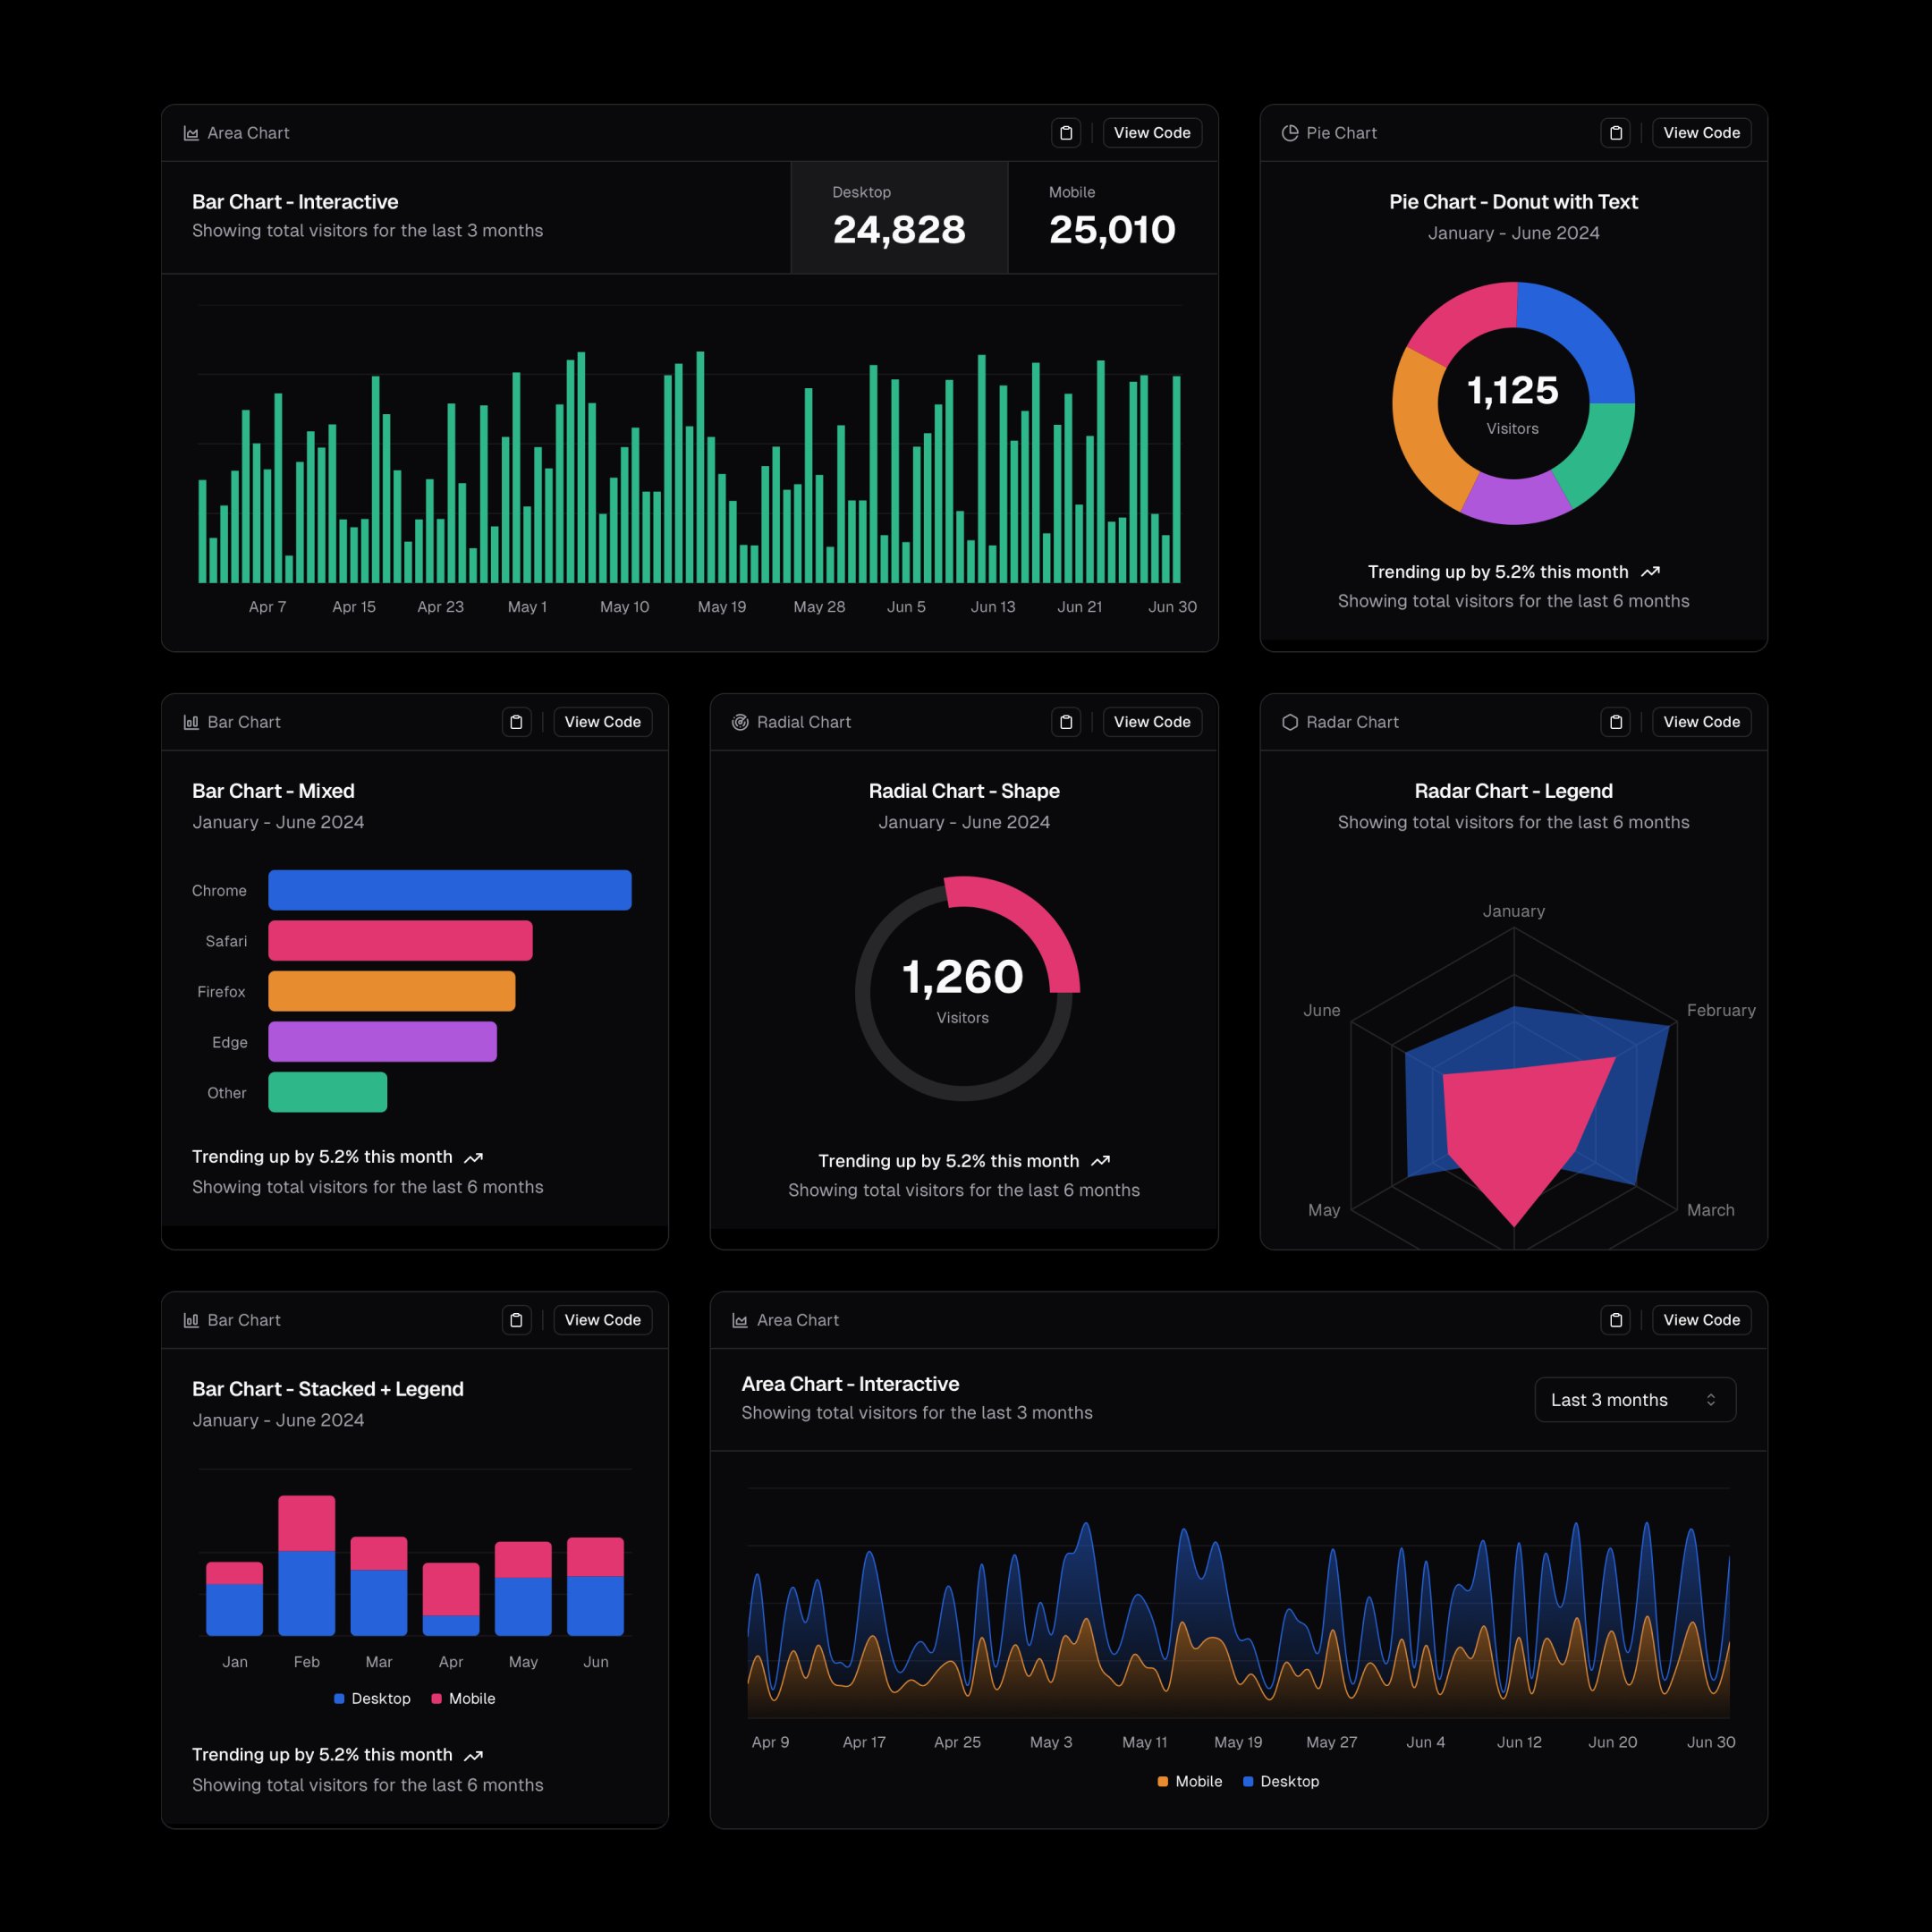 Area Chart
View Code
Bar Chart - Interactive
Showing total visitors for the last 3 months
Desktop
24,828
Mobile
25,010
Apr 7 Apr 15 Apr 23 May 1 May 10 May 19 May 28 Jun 5 Jun 13 Jun 21 Jun 30
Pie Chart
View Code
Pie Chart - Donut with Text
January - June 2024
1,125
Visitors
Trending up by 5.2% this month
Showing total visitors for the last 6 months
Bar Chart
View Code
Bar Chart - Mixed
January - June 2024
Chrome
Safari
Firefox
Edge
Other
Trending up by 5.2% this month
Showing total visitors for the last 6 months
Radial Chart
View Code
Radial Chart - Shape
January - June 2024
1,260
Visitors
Trending up by 5.2% this month
Showing total visitors for the last 6 months
Radar Chart
View Code
Radar Chart - Legend
Showing total visitors for the last 6 months
January
June
February
May
March
Bar Chart
View Code
Bar Chart - Stacked + Legend
January - June 2024
Jan Feb Mar Apr May Jun
Desktop Mobile
Trending up by 5.2% this month
Showing total visitors for the last 6 months
Area Chart
View Code
Area Chart - Interactive
Showing total visitors for the last 3 months
Last 3 months
Apr 9 Apr 17 Apr 25 May 3 May 11 May 19 May 27 Jun 4 Jun 12 Jun 20 Jun 30
Mobile Desktop